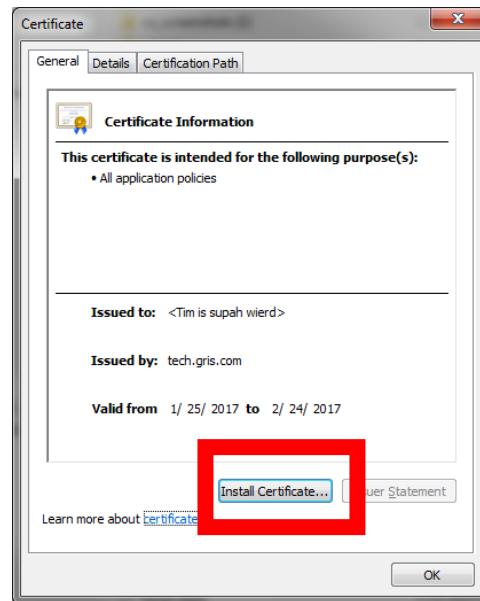 Certificate
General Details Certification Path
Certificate Information
This certificate is intended for the following purpose(s):
• All application policies
Issued to: <Tim is supah wierd>
Issued by: tech.gris.com
Valid from 1/ 25/ 2017 to 2/ 24/ 2017
Install Certificate... Statement
Learn more about
OK